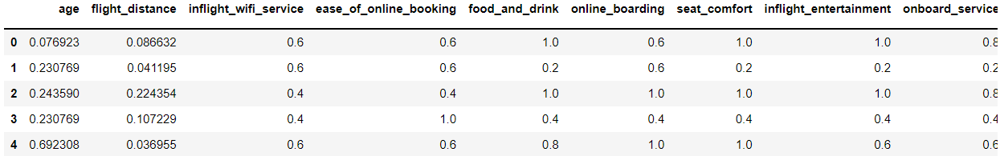 age flight_distance inflight_wifi_service ease_of_online_booking food_and_drink online_boarding seat_comfort inflight_entertainment onboard_service
0 0.076923 0.086632 0.6 0.6 1.0 0.6 1.0 1.0 0.8
1 0.230769 0.041195 0.6 0.6 0.2 0.6 0.2 0.2 0.2
2 0.243590 0.224354 0.4 0.4 1.0 1.0 1.0 1.0 0.8
3 0.230769 0.107229 0.4 1.0 0.4 0.4 0.4 0.4 0.4
4 0.692308 0.036955 0.6 0.6 0.8 1.0 1.0 0.6 0.6